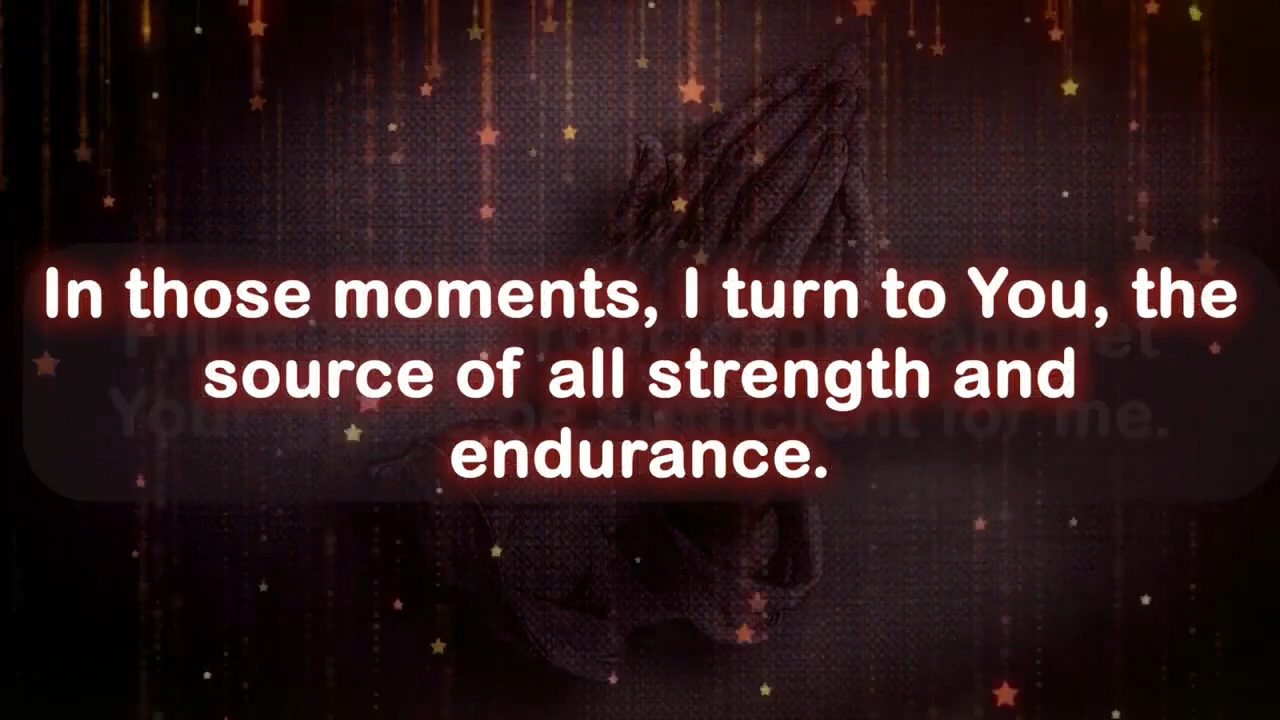 In those moments, I turn to You, the
source of all strength and
endurance.